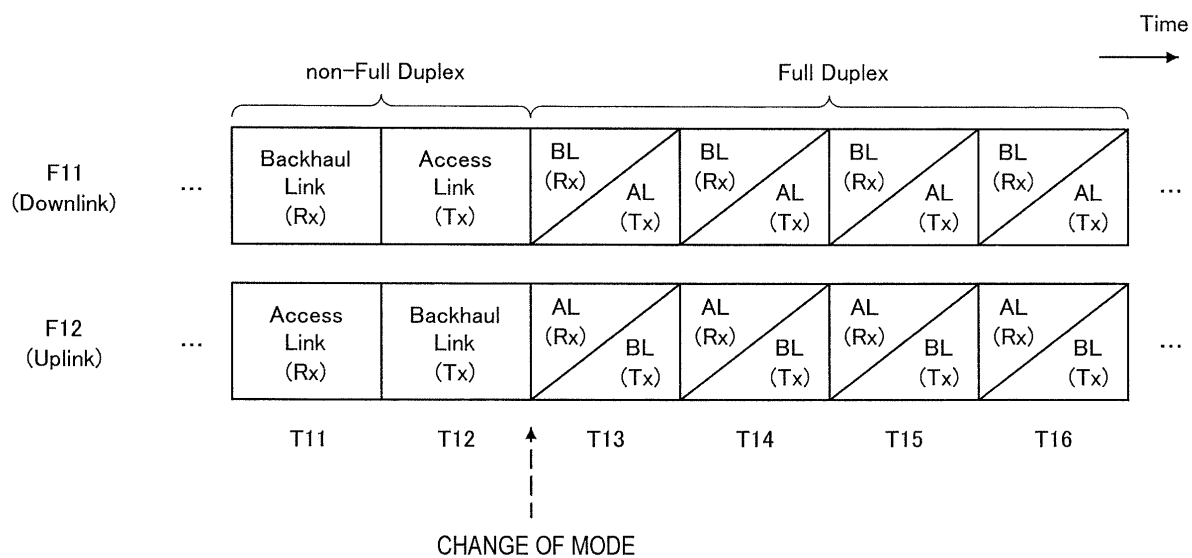 Time
non-Full Duplex
Full Duplex
F11
(Downlink)
...
Backhaul
Link
(Rx)
Access
Link
(Tx)
BL
(Rx)
AL
(Tx)
BL
(Rx)
AL
(Tx)
BL
(Rx)
AL
(Tx)
BL
(Rx)
AL
(Tx)
...
F12
(Uplink)
...
Access
Link
(Rx)
Backhaul
Link
(Tx)
AL
(Rx)
BL
(Tx)
AL
(Rx)
BL
(Tx)
AL
(Rx)
BL
(Tx)
AL
(Rx)
BL
(Tx)
...
T11
T12
T13
T14
T15
T16
CHANGE OF MODE